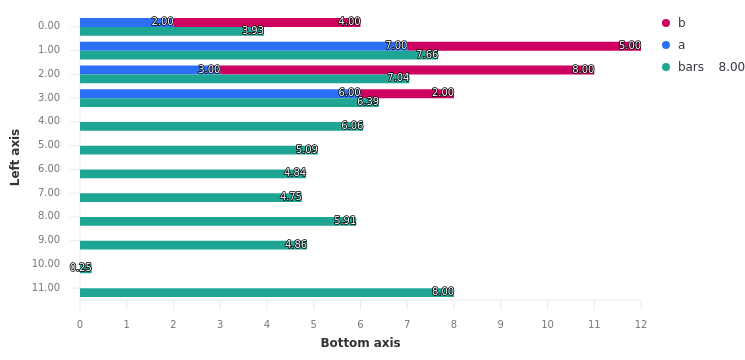 0.00 2.00 4.00 b
3.93
1.00 7.00 5.00 a
7.66
2.00 3.00 8.00 bars 8.00
7.04
3.00 6.00 2.00
6.39
4.00 6.06
5.00 5.09
6.00 4.84
7.00 4.75
8.00 5.91
9.00 4.86
10.00 0.25
11.00 8.00
Left axis
0 1 2 3 4 5 6 7 8 9 10 11 12
Bottom axis